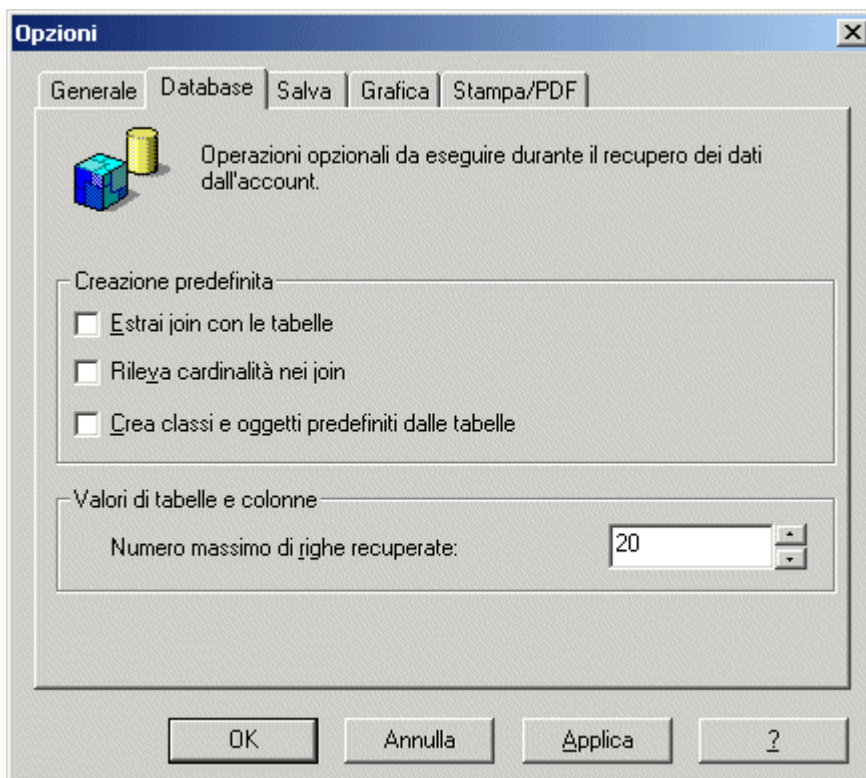 Opzioni
Generale Database Salva Grafica Stampa/PDF
Operazioni opzionali da eseguire durante il recupero dei dati
dall'account.
Creazione predefinita
Estrai join con le tabelle
Rileva cardinalità nei join
Crea classi e oggetti predefiniti dalle tabelle
Valori di tabelle e colonne
Numero massimo di righe recuperate: 20
OK Annulla Applica ?